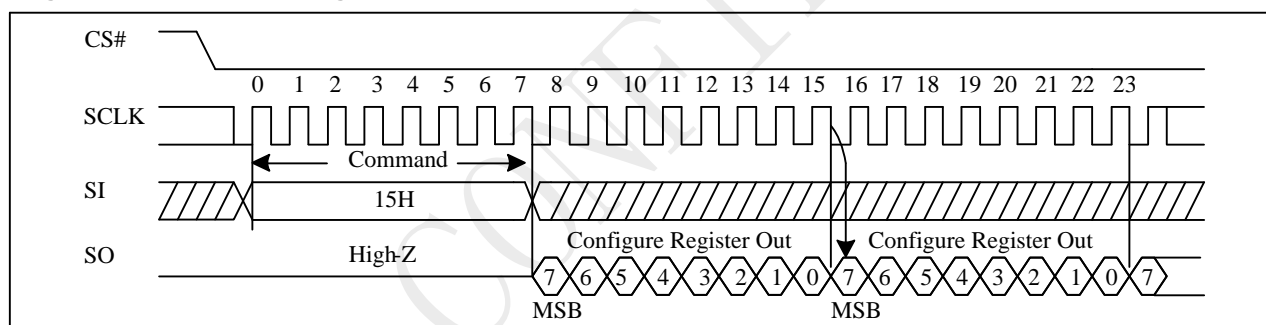 CS#
0 1 2 3 4 5 6 7 8 9 10 11 12 13 14 15 16 17 18 19 20 21 22 23
SCLK
Command
SI
15H
SO
High-Z
Configure Register Out
Configure Register Out
7 6 5 4 3 2 1 0 7 6 5 4 3 2 1 0 7
MSB
MSB